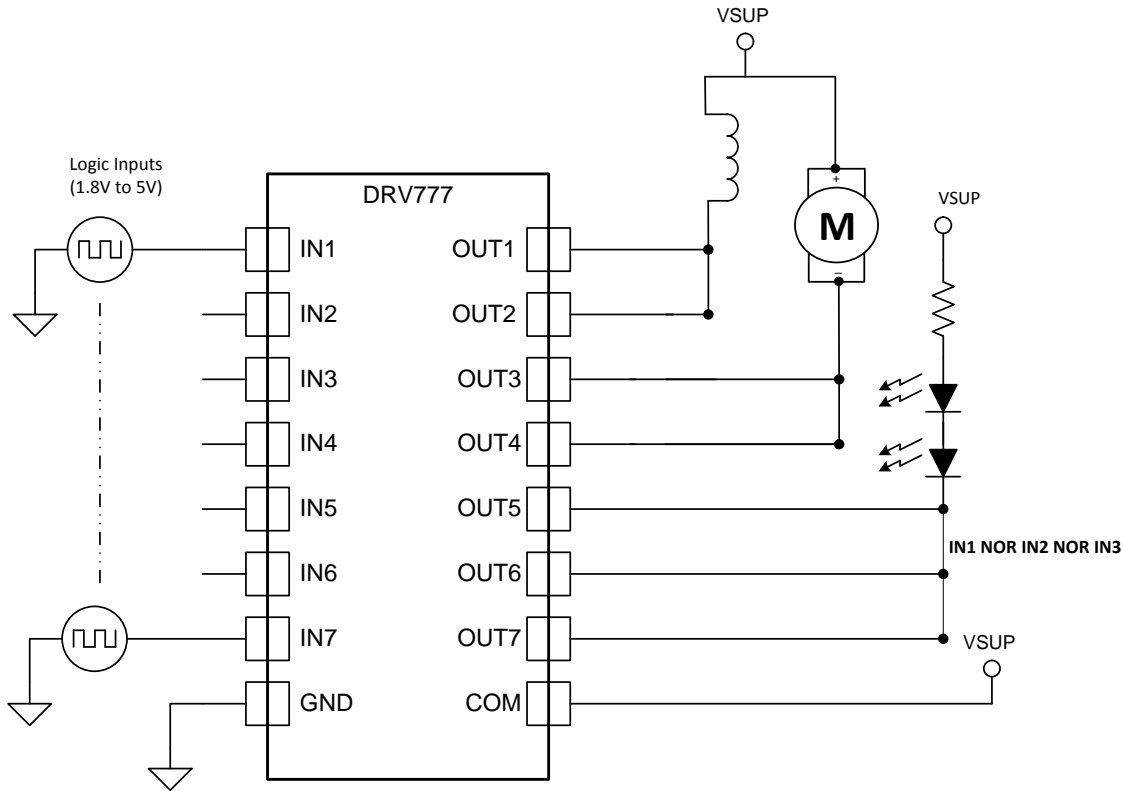 VSUP
Logic Inputs
(1.8V to 5V)
DRV777
+
M
−
VSUP
IN1 OUT1
IN2 OUT2
IN3 OUT3
IN4 OUT4
IN5 OUT5
IN1 NOR IN2 NOR IN3
IN6 OUT6
IN7 OUT7
VSUP
GND COM